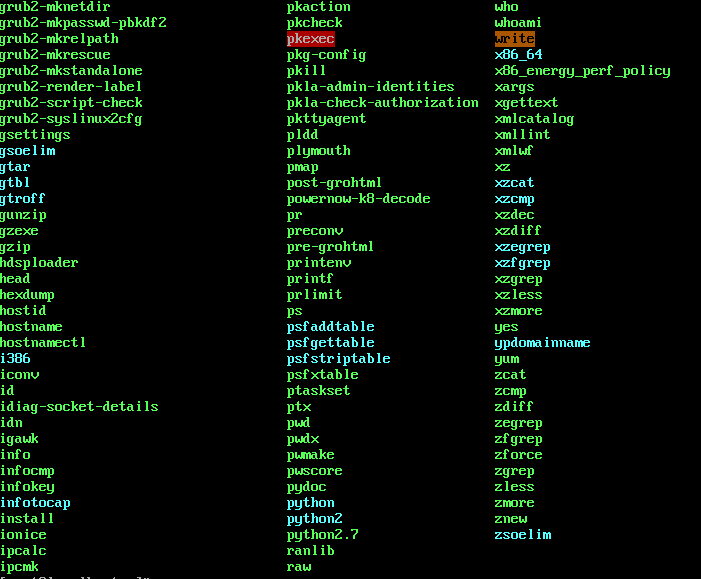 grub2-mknetdir pkaction who
grub2-mkpasswd-pbkdf2 pkcheck whoami
grub2-mkrelpath pkexec write
grub2-mkrescue pkg-config x86_64
grub2-mkstandalone pkill x86_energy_perf_policy
grub2-render-label pkla-admin-identities xargs
grub2-script-check pkla-check-authorization xgettext
grub2-syslinux2cfg pkttyagent xmlcatalog
gsettings pldd xmllint
gsoelim plymouth xmlwf
gtar pmap xz
gtbl post-grohtml xzcat
gtroff powernow-k8-decode xzcmp
gunzip pr xzdec
gzexe preconv xzdiff
gzip pre-grohtml xzegrep
hdsploader printenv xzfgrep
head printf xzgrep
hexdump prlimit xzless
hostid ps xzmore
hostname psfaddtable yes
hostnamectl psfgettable ypdomainname
i386 psfstriptable yum
iconv psfxtable zcat
id ptaskset zcmp
idiag-socket-details ptx zdiff
idn pwd zegrep
igawk pwdx zfgrep
info pwmake zforce
infocmp pwscore zgrep
infokey pydoc zless
infotocap python zmore
install python2 znew
ionice python2.7 zsoelim
ipcalc ranlib
ipcmk raw